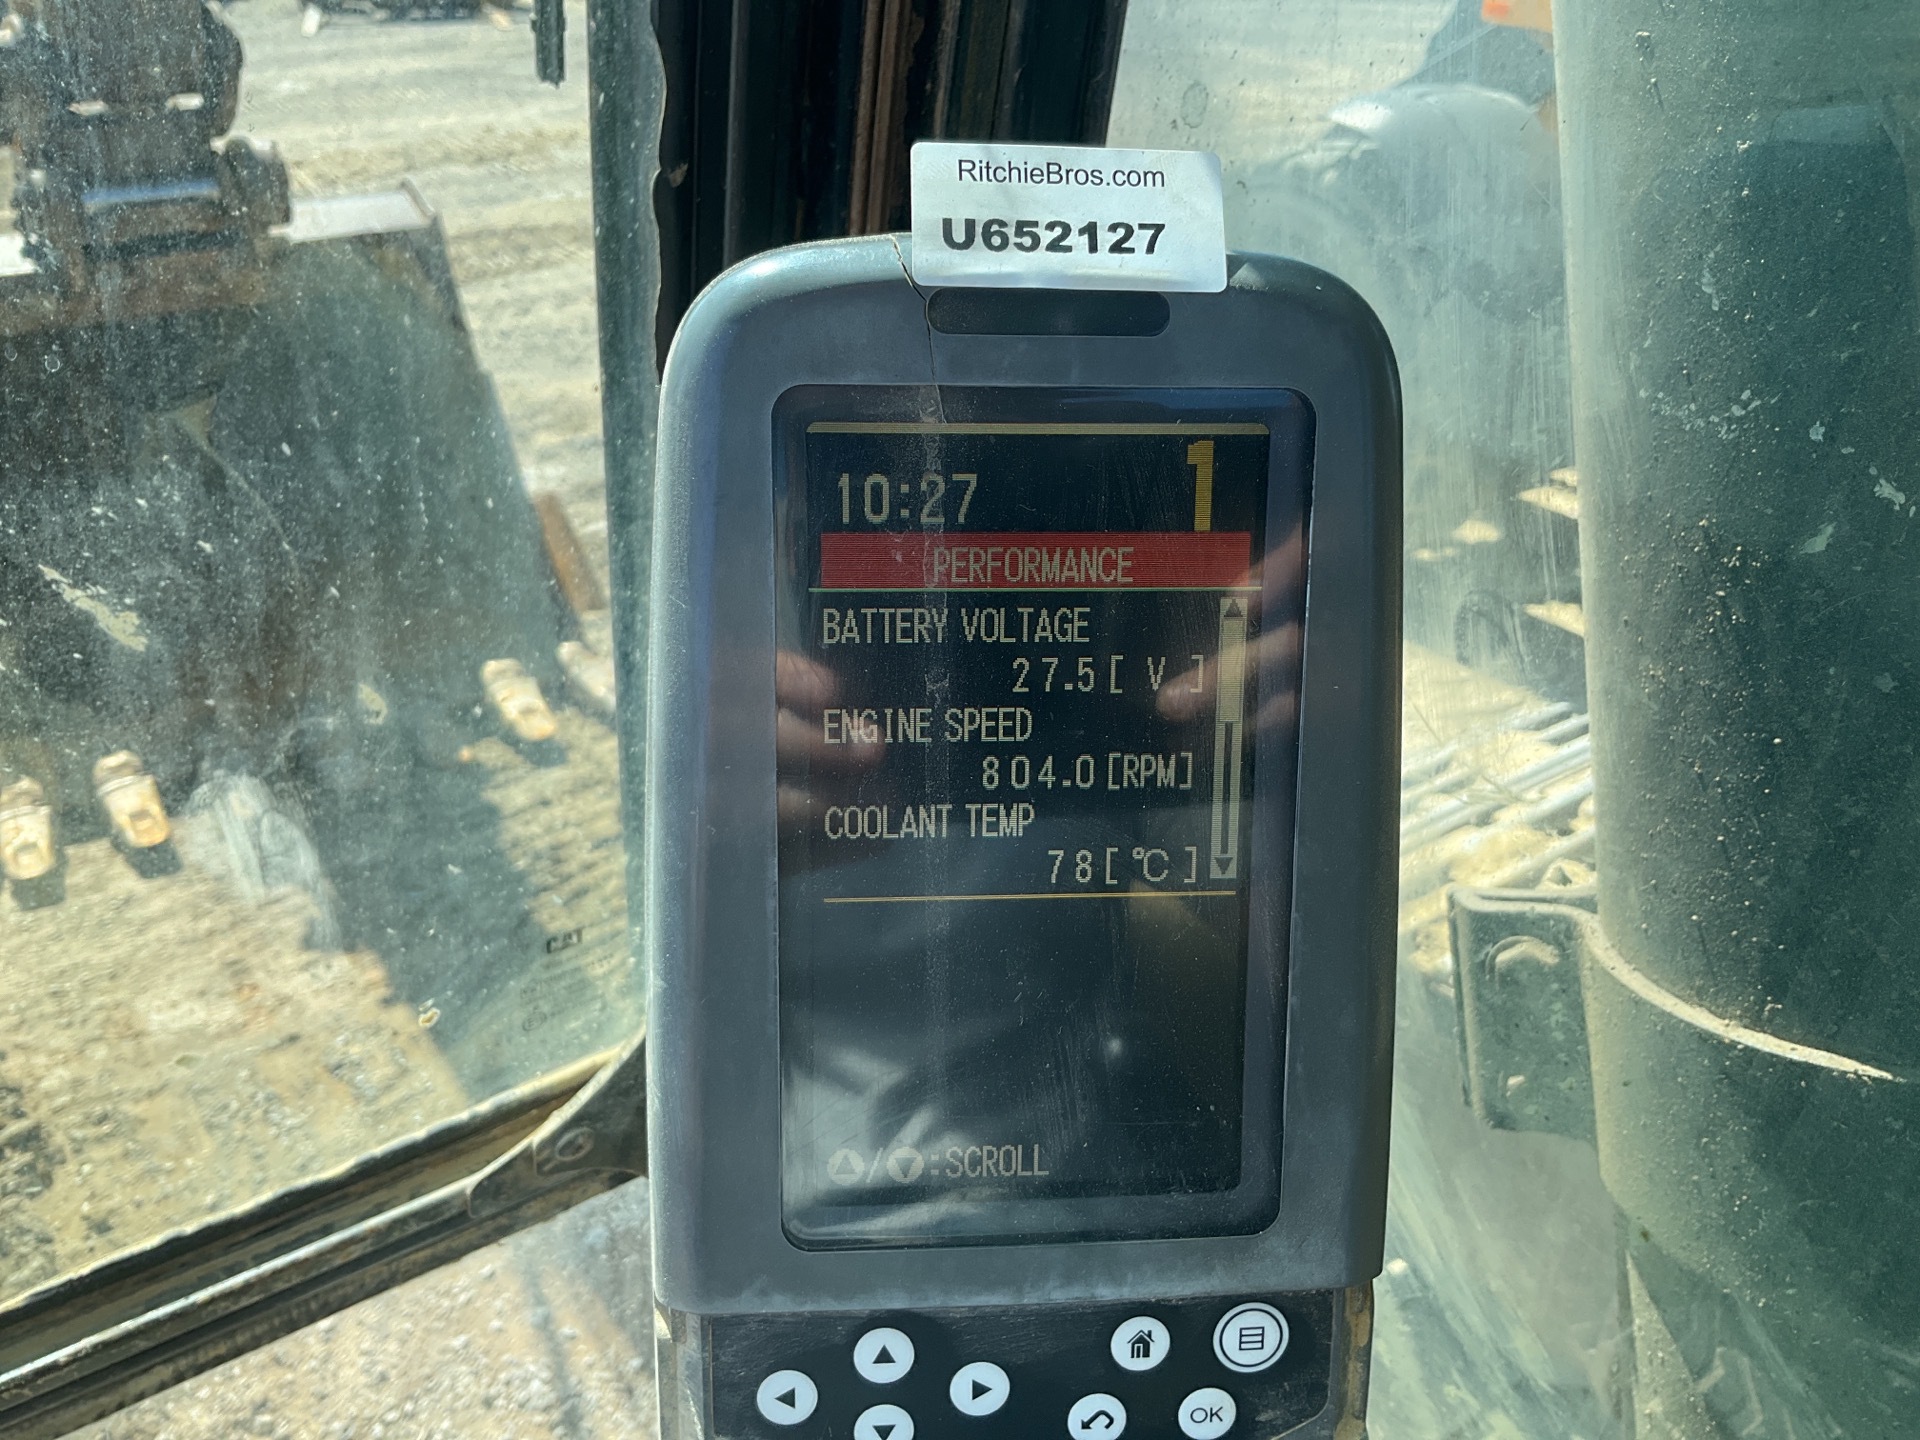 RitchieBros.com
U652127
10:27
1
PERFORMANCE
BATTERY VOLTAGE
27.5[ V ]
ENGINE SPEED
804.0[RPM]
COOLANT TEMP
78[ ℃ ]
▲/▼:SCROLL
CAT
OK